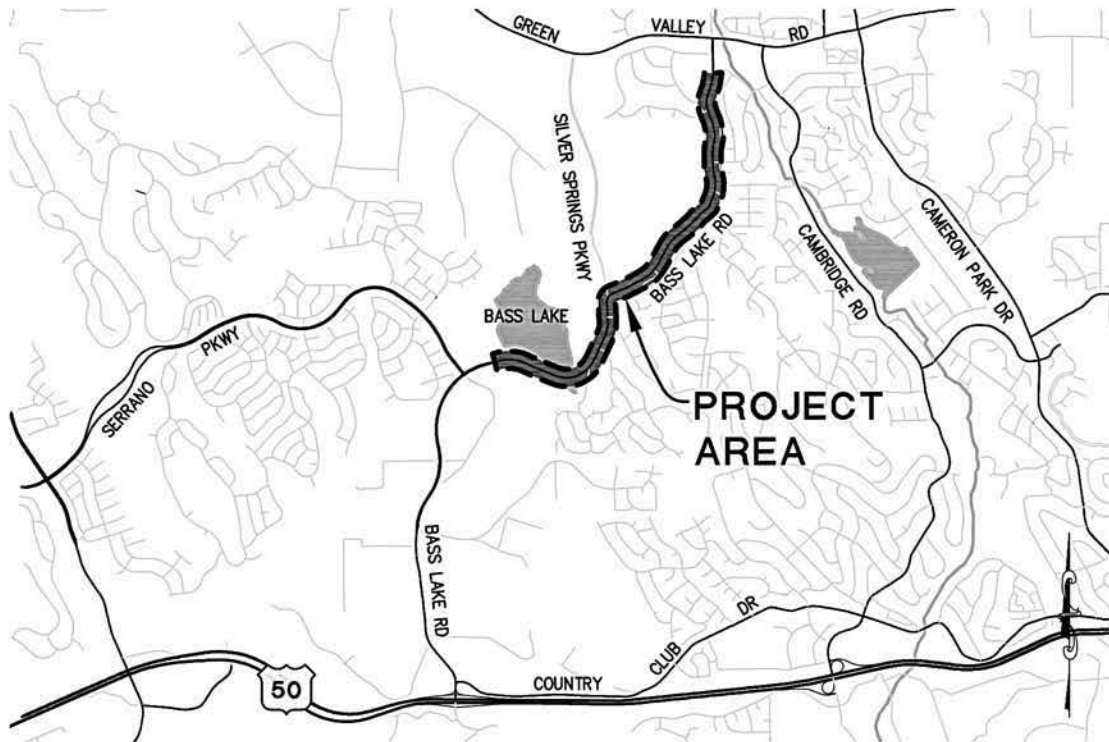 GREEN VALLEY RD
SILVER SPRINGS PKWY
BASS LAKE RD
CAMBRIDGE RD
CAMERON PARK DR
BASS LAKE
SERRANO PKWY
PROJECT
AREA
BASS LAKE RD
COUNTRY CLUB DR
50